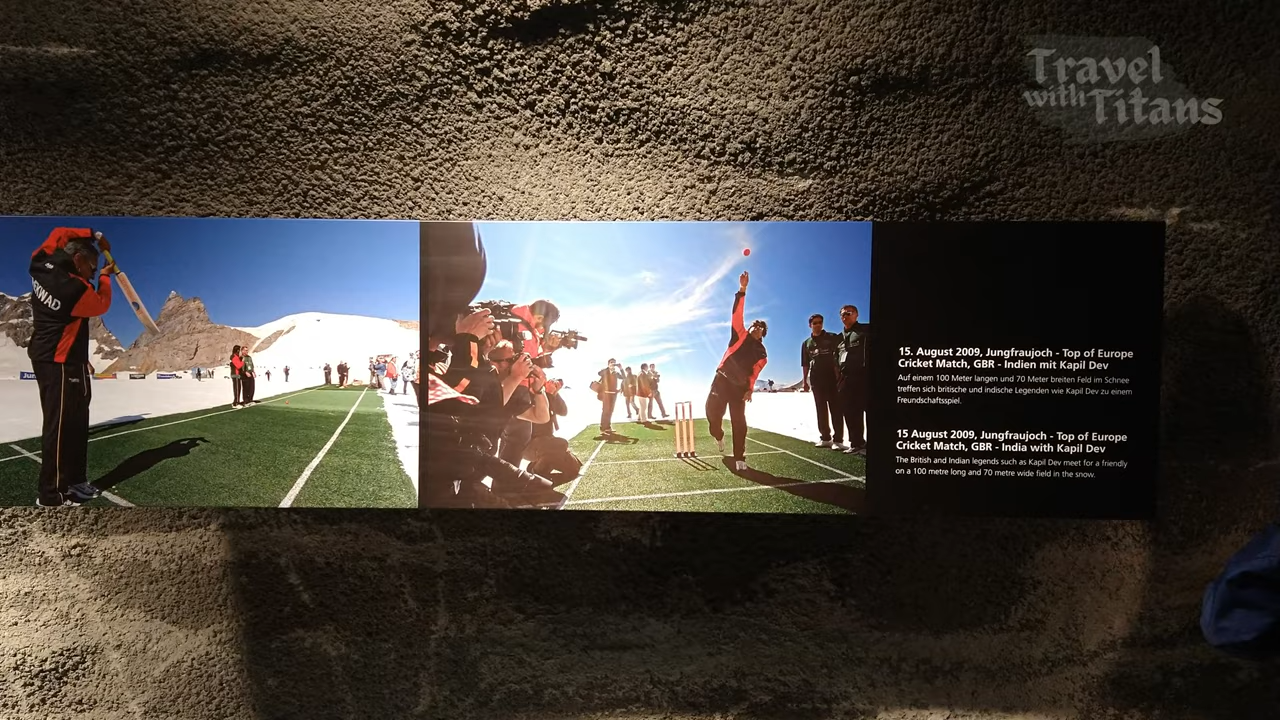 Travel
with Titans
KWAD
15. August 2009, Jungfraujoch - Top of Europe
Cricket Match, GBR - Indien mit Kapil Dev
Auf einem 100 Meter langen und 70 Meter breiten Feld im Schnee
treffen sich britische und indische Legenden wie Kapil Dev zu einem
Freundschaftsspiel.
15 August 2009, Jungfraujoch - Top of Europe
Cricket Match, GBR - India with Kapil Dev
The British and Indian legends such as Kapil Dev meet for a friendly
on a 100 metre long and 70 metre wide field in the snow.